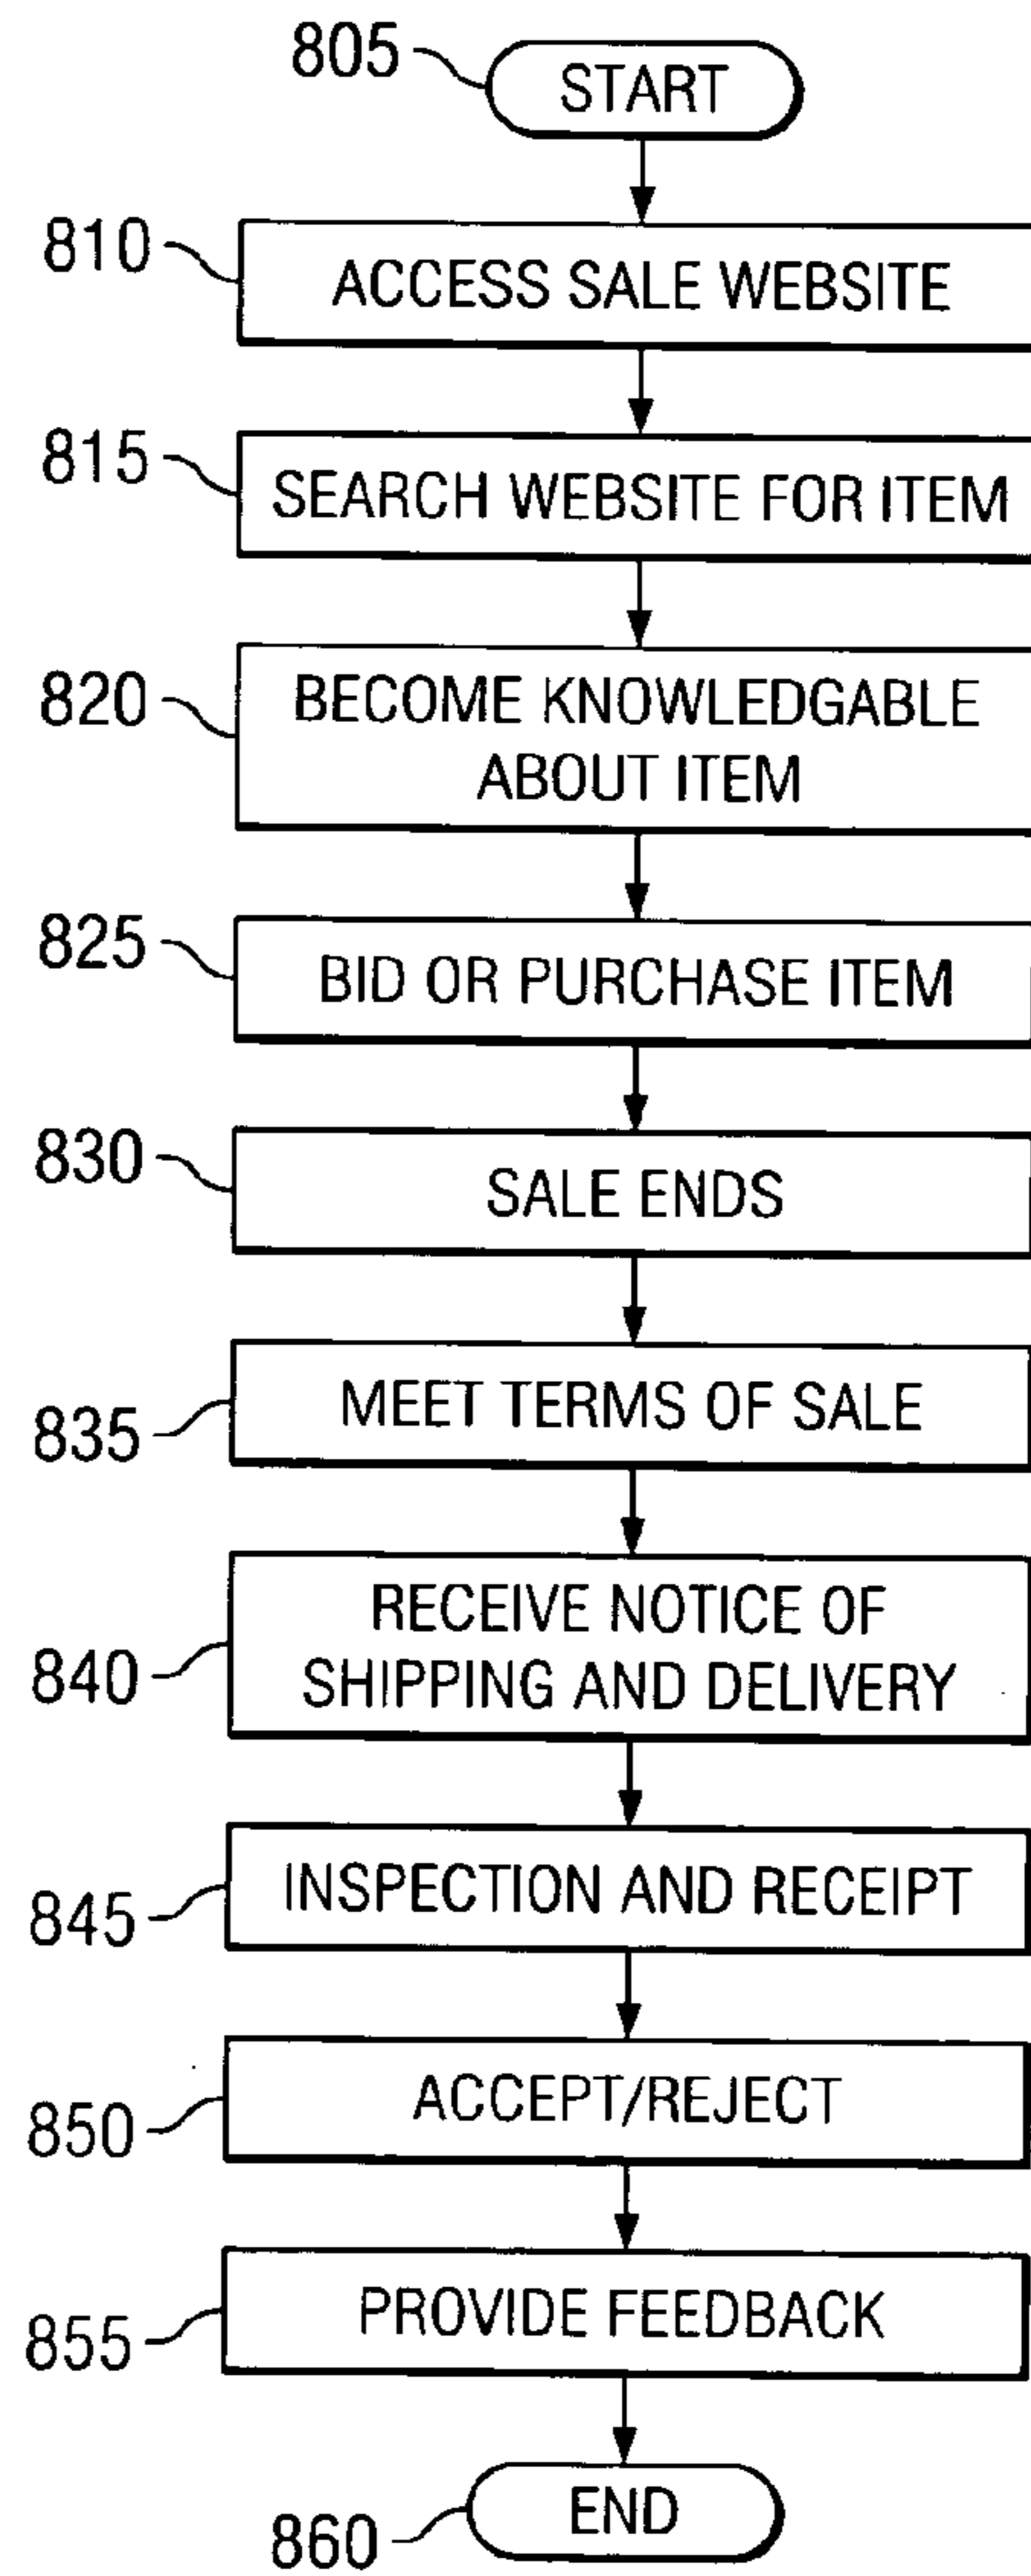 805
START
810
ACCESS SALE WEBSITE
815
SEARCH WEBSITE FOR ITEM
820
BECOME KNOWLEDGABLE
ABOUT ITEM
825
BID OR PURCHASE ITEM
830
SALE ENDS
835
MEET TERMS OF SALE
840
RECEIVE NOTICE OF
SHIPPING AND DELIVERY
845
INSPECTION AND RECEIPT
850
ACCEPT/REJECT
855
PROVIDE FEEDBACK
860
END